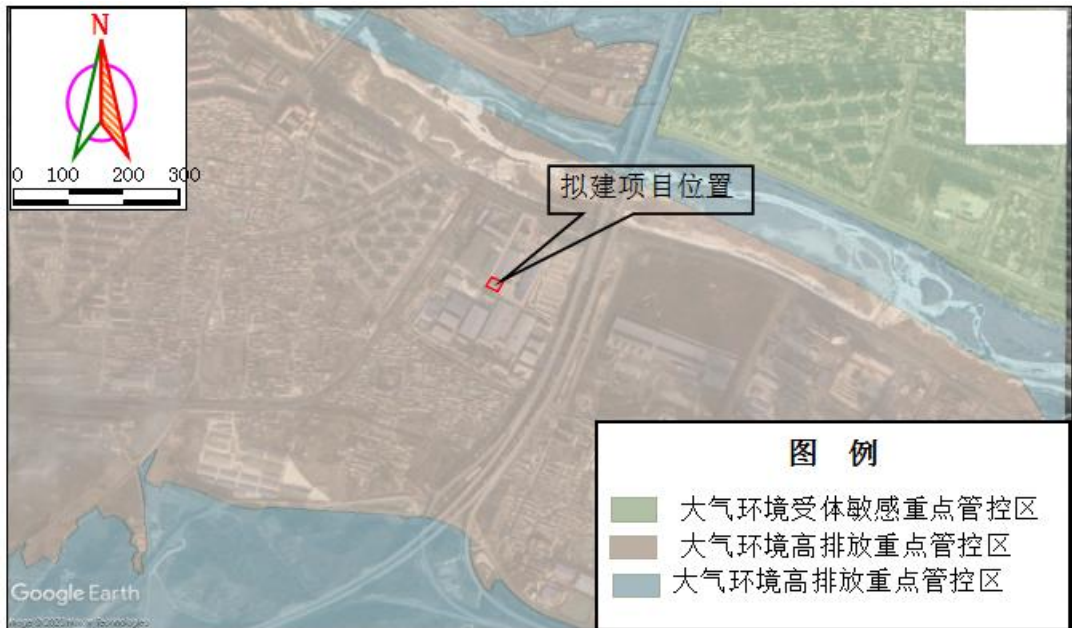 N
0 100 200 300
拟建项目位置
图 例
大气环境受体敏感重点管控区
大气环境高排放重点管控区
大气环境高排放重点管控区
Google Earth